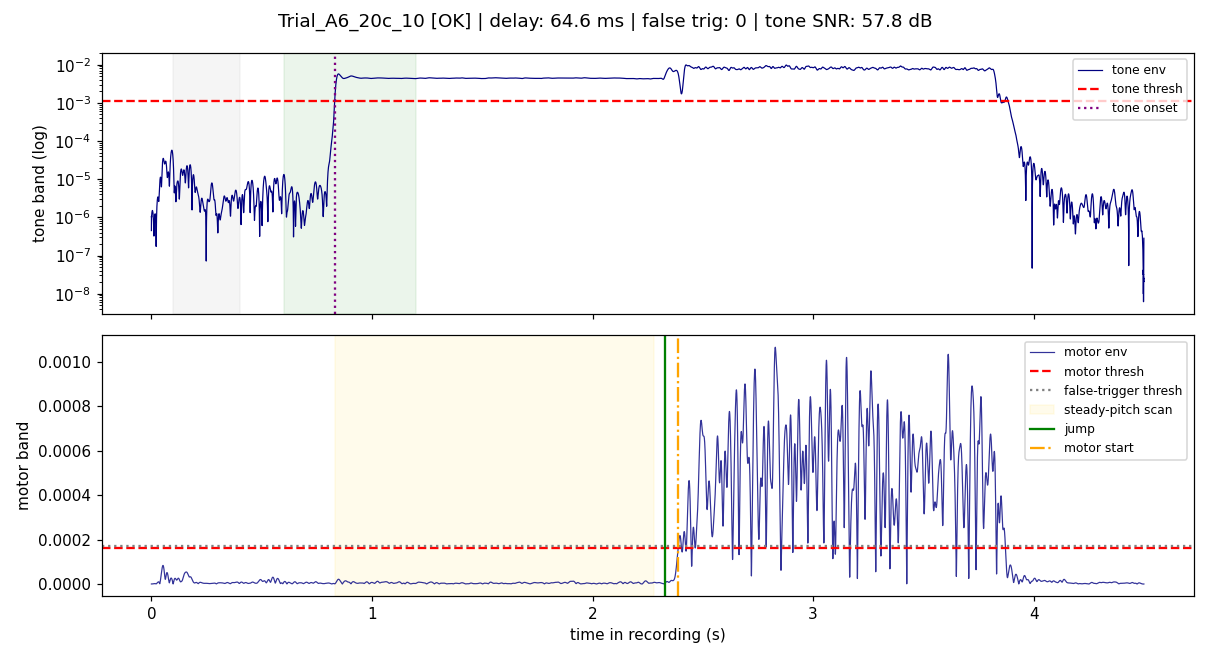 Trial_A6_20c_10 [OK] | delay: 64.6 ms | false trig: 0 | tone SNR: 57.8 dB
tone band (log)
10⁻²
10⁻³
10⁻⁴
10⁻⁵
10⁻⁶
10⁻⁷
10⁻⁸
tone env
tone thresh
tone onset
motor band
0.0010
0.0008
0.0006
0.0004
0.0002
0.0000
motor env
motor thresh
false-trigger thresh
steady-pitch scan
jump
motor start
0 1 2 3 4
time in recording (s)